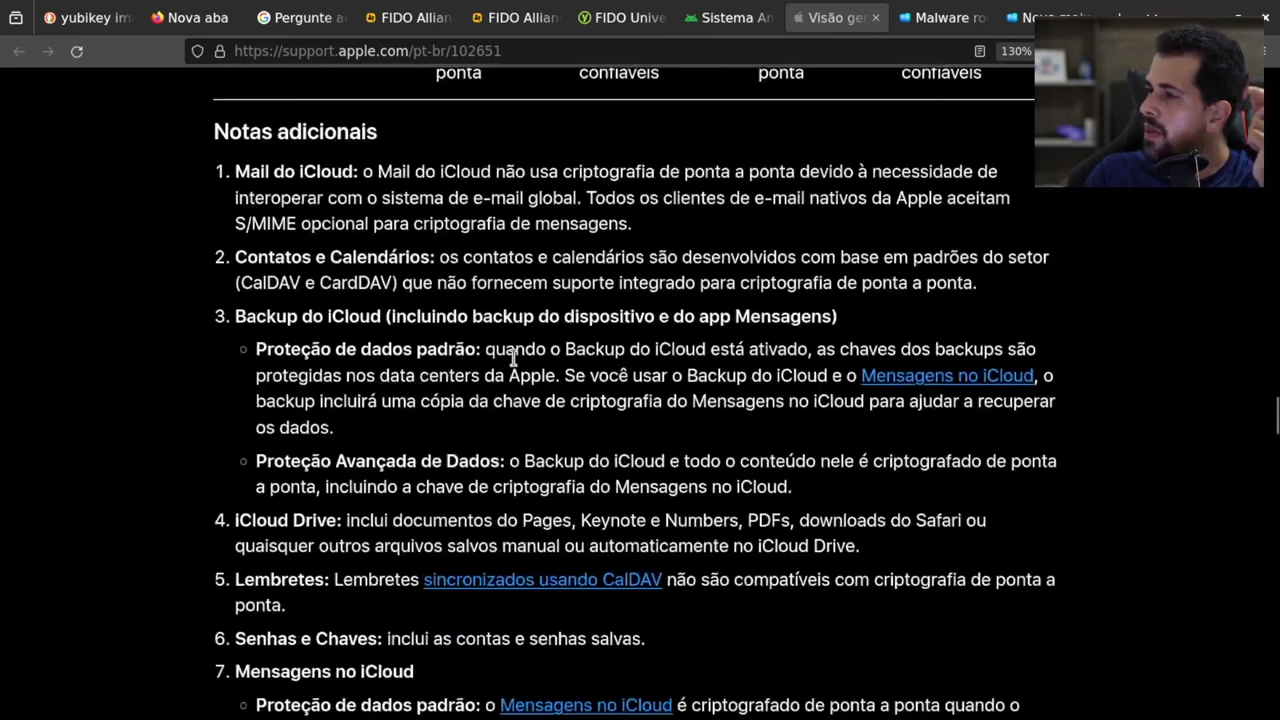 yubikey im
Nova aba
Pergunte a
FIDO Allian
FIDO Allian
FIDO Unive
Sistema An
Visão ger
Malware ro
https://support.apple.com/pt-br/102651
130%
ponta confiáveis ponta confiáveis
Notas adicionais
1. Mail do iCloud: o Mail do iCloud não usa criptografia de ponta a ponta devido à necessidade de
interoperar com o sistema de e-mail global. Todos os clientes de e-mail nativos da Apple aceitam
S/MIME opcional para criptografia de mensagens.
2. Contatos e Calendários: os contatos e calendários são desenvolvidos com base em padrões do setor
(CalDAV e CardDAV) que não fornecem suporte integrado para criptografia de ponta a ponta.
3. Backup do iCloud (incluindo backup do dispositivo e do app Mensagens)
○ Proteção de dados padrão: quando o Backup do iCloud está ativado, as chaves dos backups são
protegidas nos data centers da Apple. Se você usar o Backup do iCloud e o Mensagens no iCloud, o
backup incluirá uma cópia da chave de criptografia do Mensagens no iCloud para ajudar a recuperar
os dados.
○ Proteção Avançada de Dados: o Backup do iCloud e todo o conteúdo nele é criptografado de ponta
a ponta, incluindo a chave de criptografia do Mensagens no iCloud.
4. iCloud Drive: inclui documentos do Pages, Keynote e Numbers, PDFs, downloads do Safari ou
quaisquer outros arquivos salvos manual ou automaticamente no iCloud Drive.
5. Lembretes: Lembretes sincronizados usando CalDAV não são compatíveis com criptografia de ponta a
ponta.
6. Senhas e Chaves: inclui as contas e senhas salvas.
7. Mensagens no iCloud
○ Proteção de dados padrão: o Mensagens no iCloud é criptografado de ponta a ponta quando o